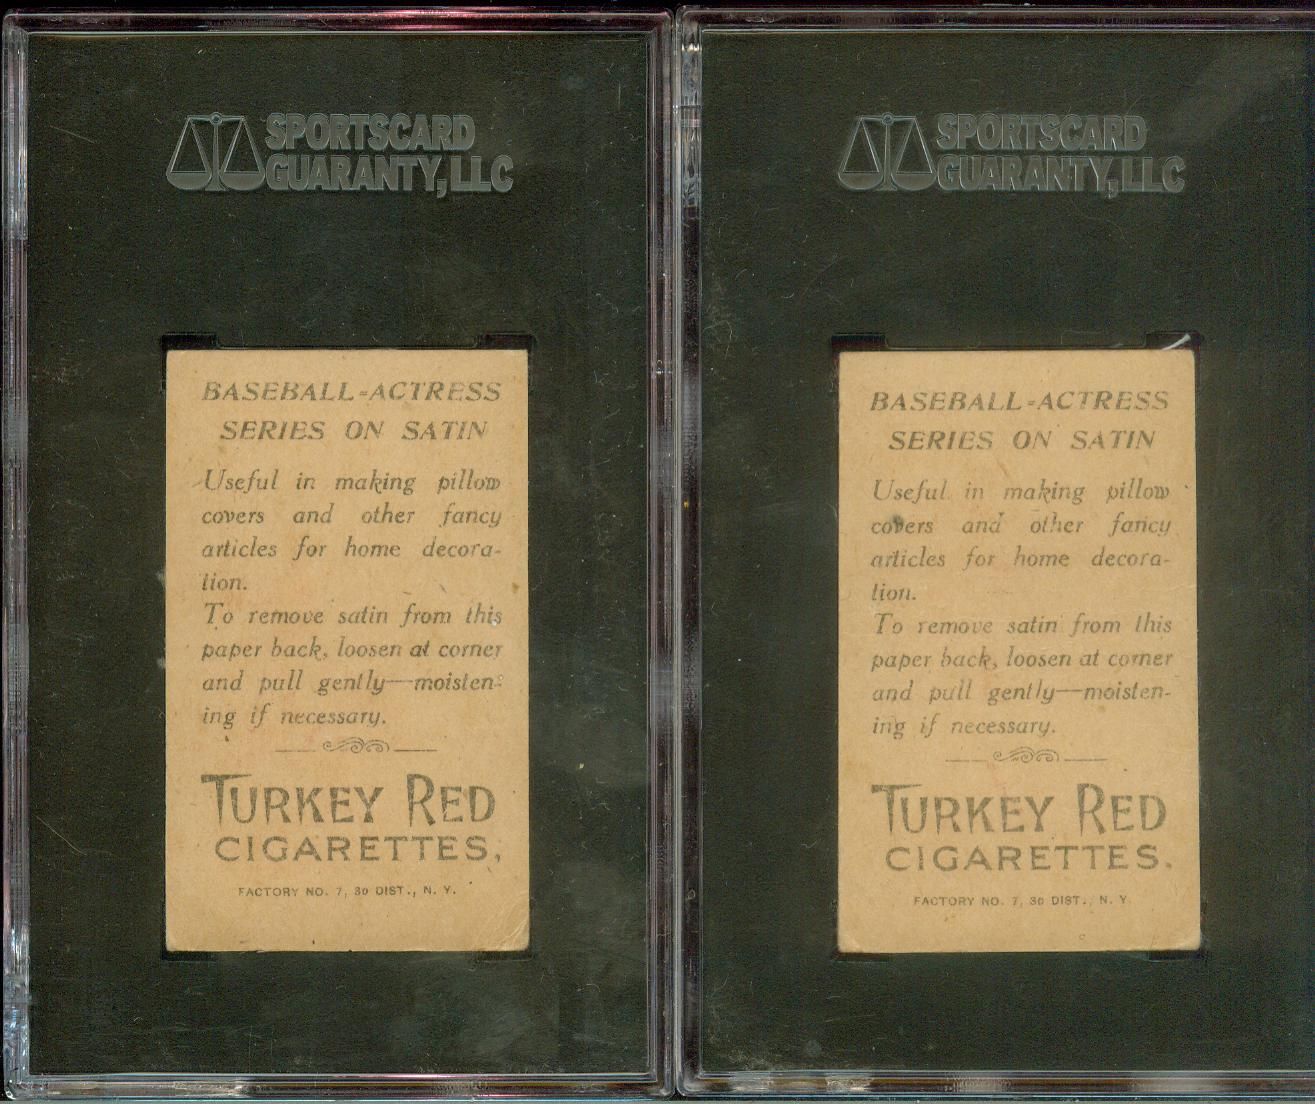 SPORTSCARD
GUARANTY, LLC
BASEBALL-ACTRESS
SERIES ON SATIN
Useful in making pillow
covers and other fancy
articles for home decora-
tion.
To remove satin from this
paper back, loosen at corner
and pull gently—moisten-
ing if necessary.
TURKEY RED
CIGARETTES,
FACTORY NO. 7, 3D DIST., N. Y.
SPORTSCARD
GUARANTY, LLC
BASEBALL-ACTRESS
SERIES ON SATIN
Useful in making pillow
covers and other fancy
articles for home decora-
tion.
To remove satin from this
paper back, loosen at corner
and pull gently—moisten-
ing if necessary.
TURKEY RED
CIGARETTES.
FACTORY NO. 7, 3D DIST., N. Y.